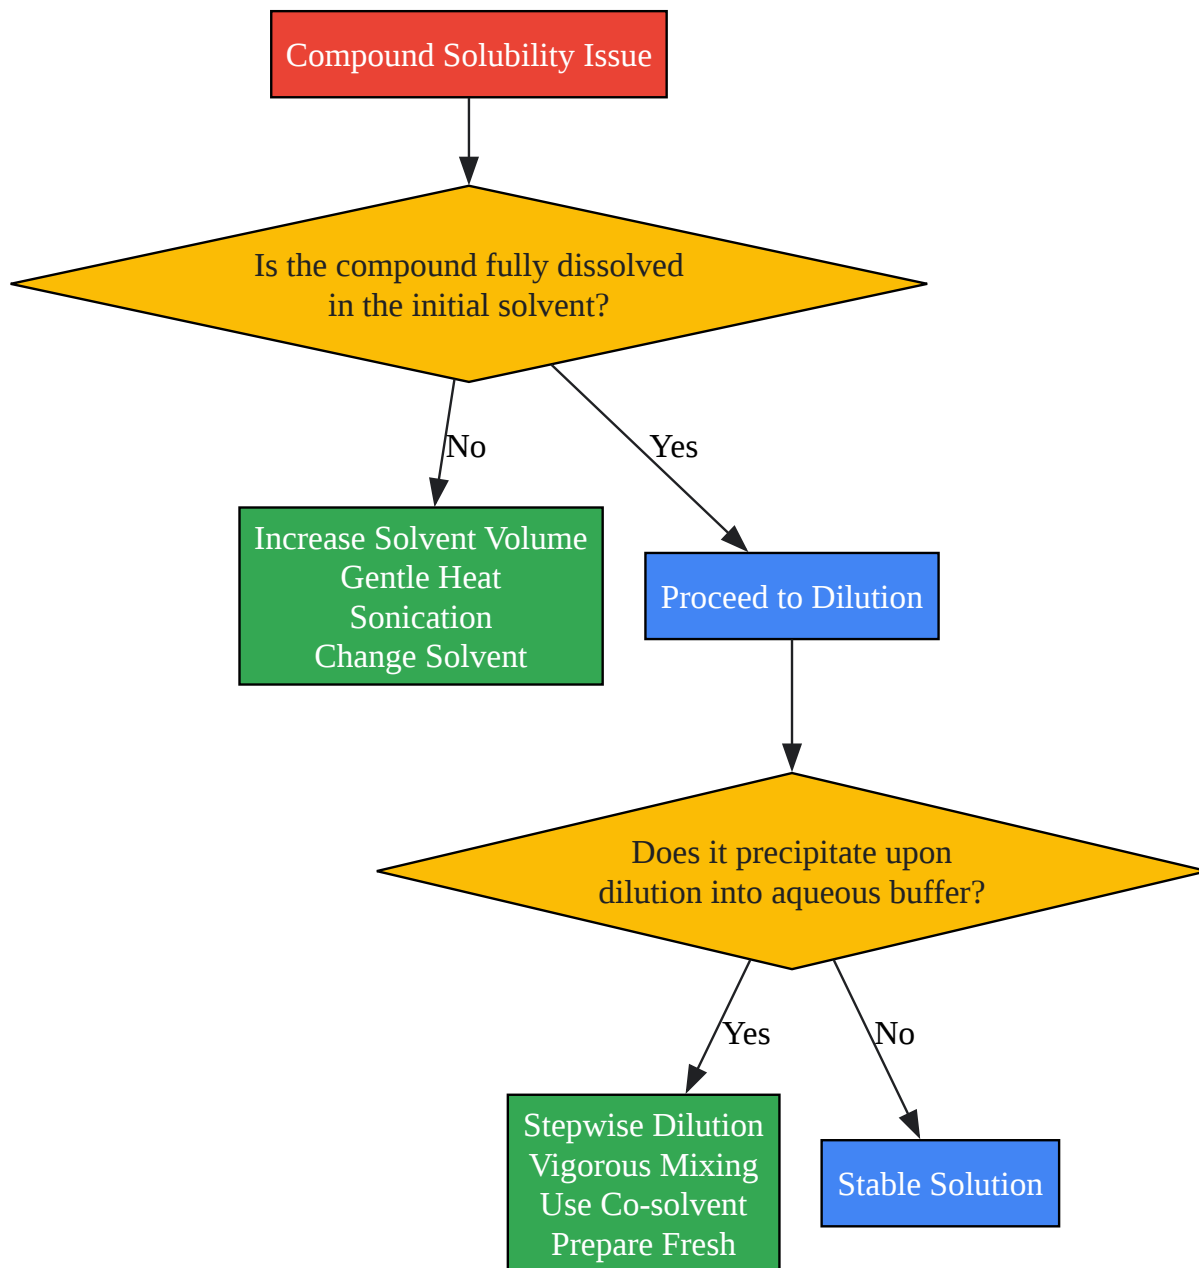 Compound Solubility Issue
Is the compound fully dissolved
in the initial solvent?
No
Yes
Increase Solvent Volume
Gentle Heat
Sonication
Change Solvent
Proceed to Dilution
Does it precipitate upon
dilution into aqueous buffer?
Yes
No
Stepwise Dilution
Vigorous Mixing
Use Co-solvent
Prepare Fresh
Stable Solution